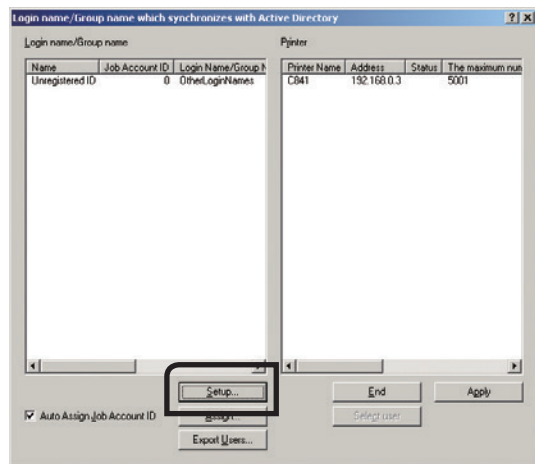 Login name/Group name which synchronizes with Active Directory
Login name/Group name
Printer
Name Job Account ID Login Name/Group N
Unregistered ID 0 OtherLoginNames
Printer Name Address Status The maximum num
C841 192.168.0.3 5001
Setup...
End
Apply
Auto Assign Job Account ID
Assign...
Select user
Export Users...